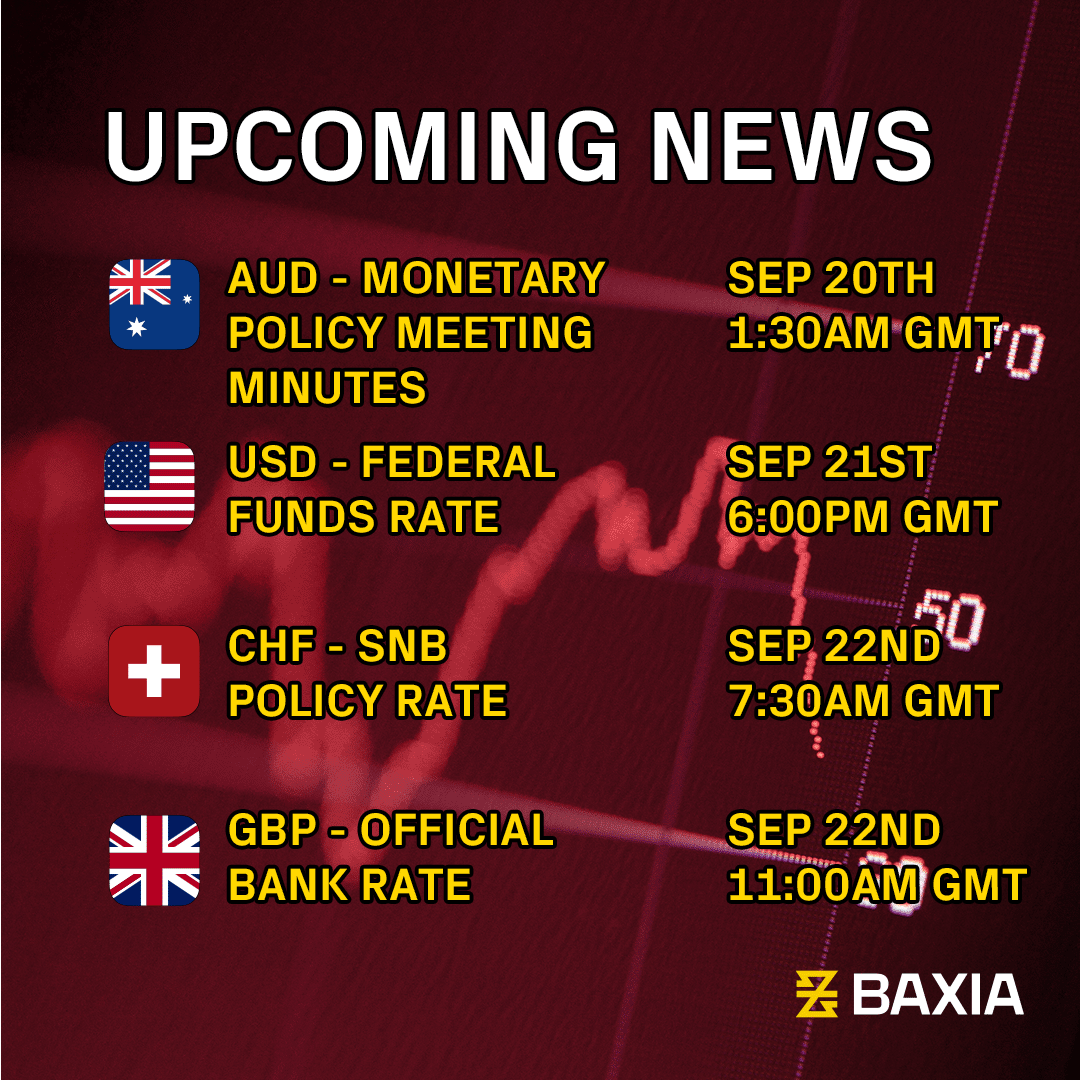 UPCOMING NEWS
AUD - MONETARY
POLICY MEETING
MINUTES
SEP 20TH
1:30AM GMT
70
USD - FEDERAL
FUNDS RATE
SEP 21ST
6:00PM GMT
CHF - SNB
POLICY RATE
SEP 22ND
7:30AM GMT
50
GBP - OFFICIAL
BANK RATE
SEP 22ND
11:00AM GMT
BAXIA